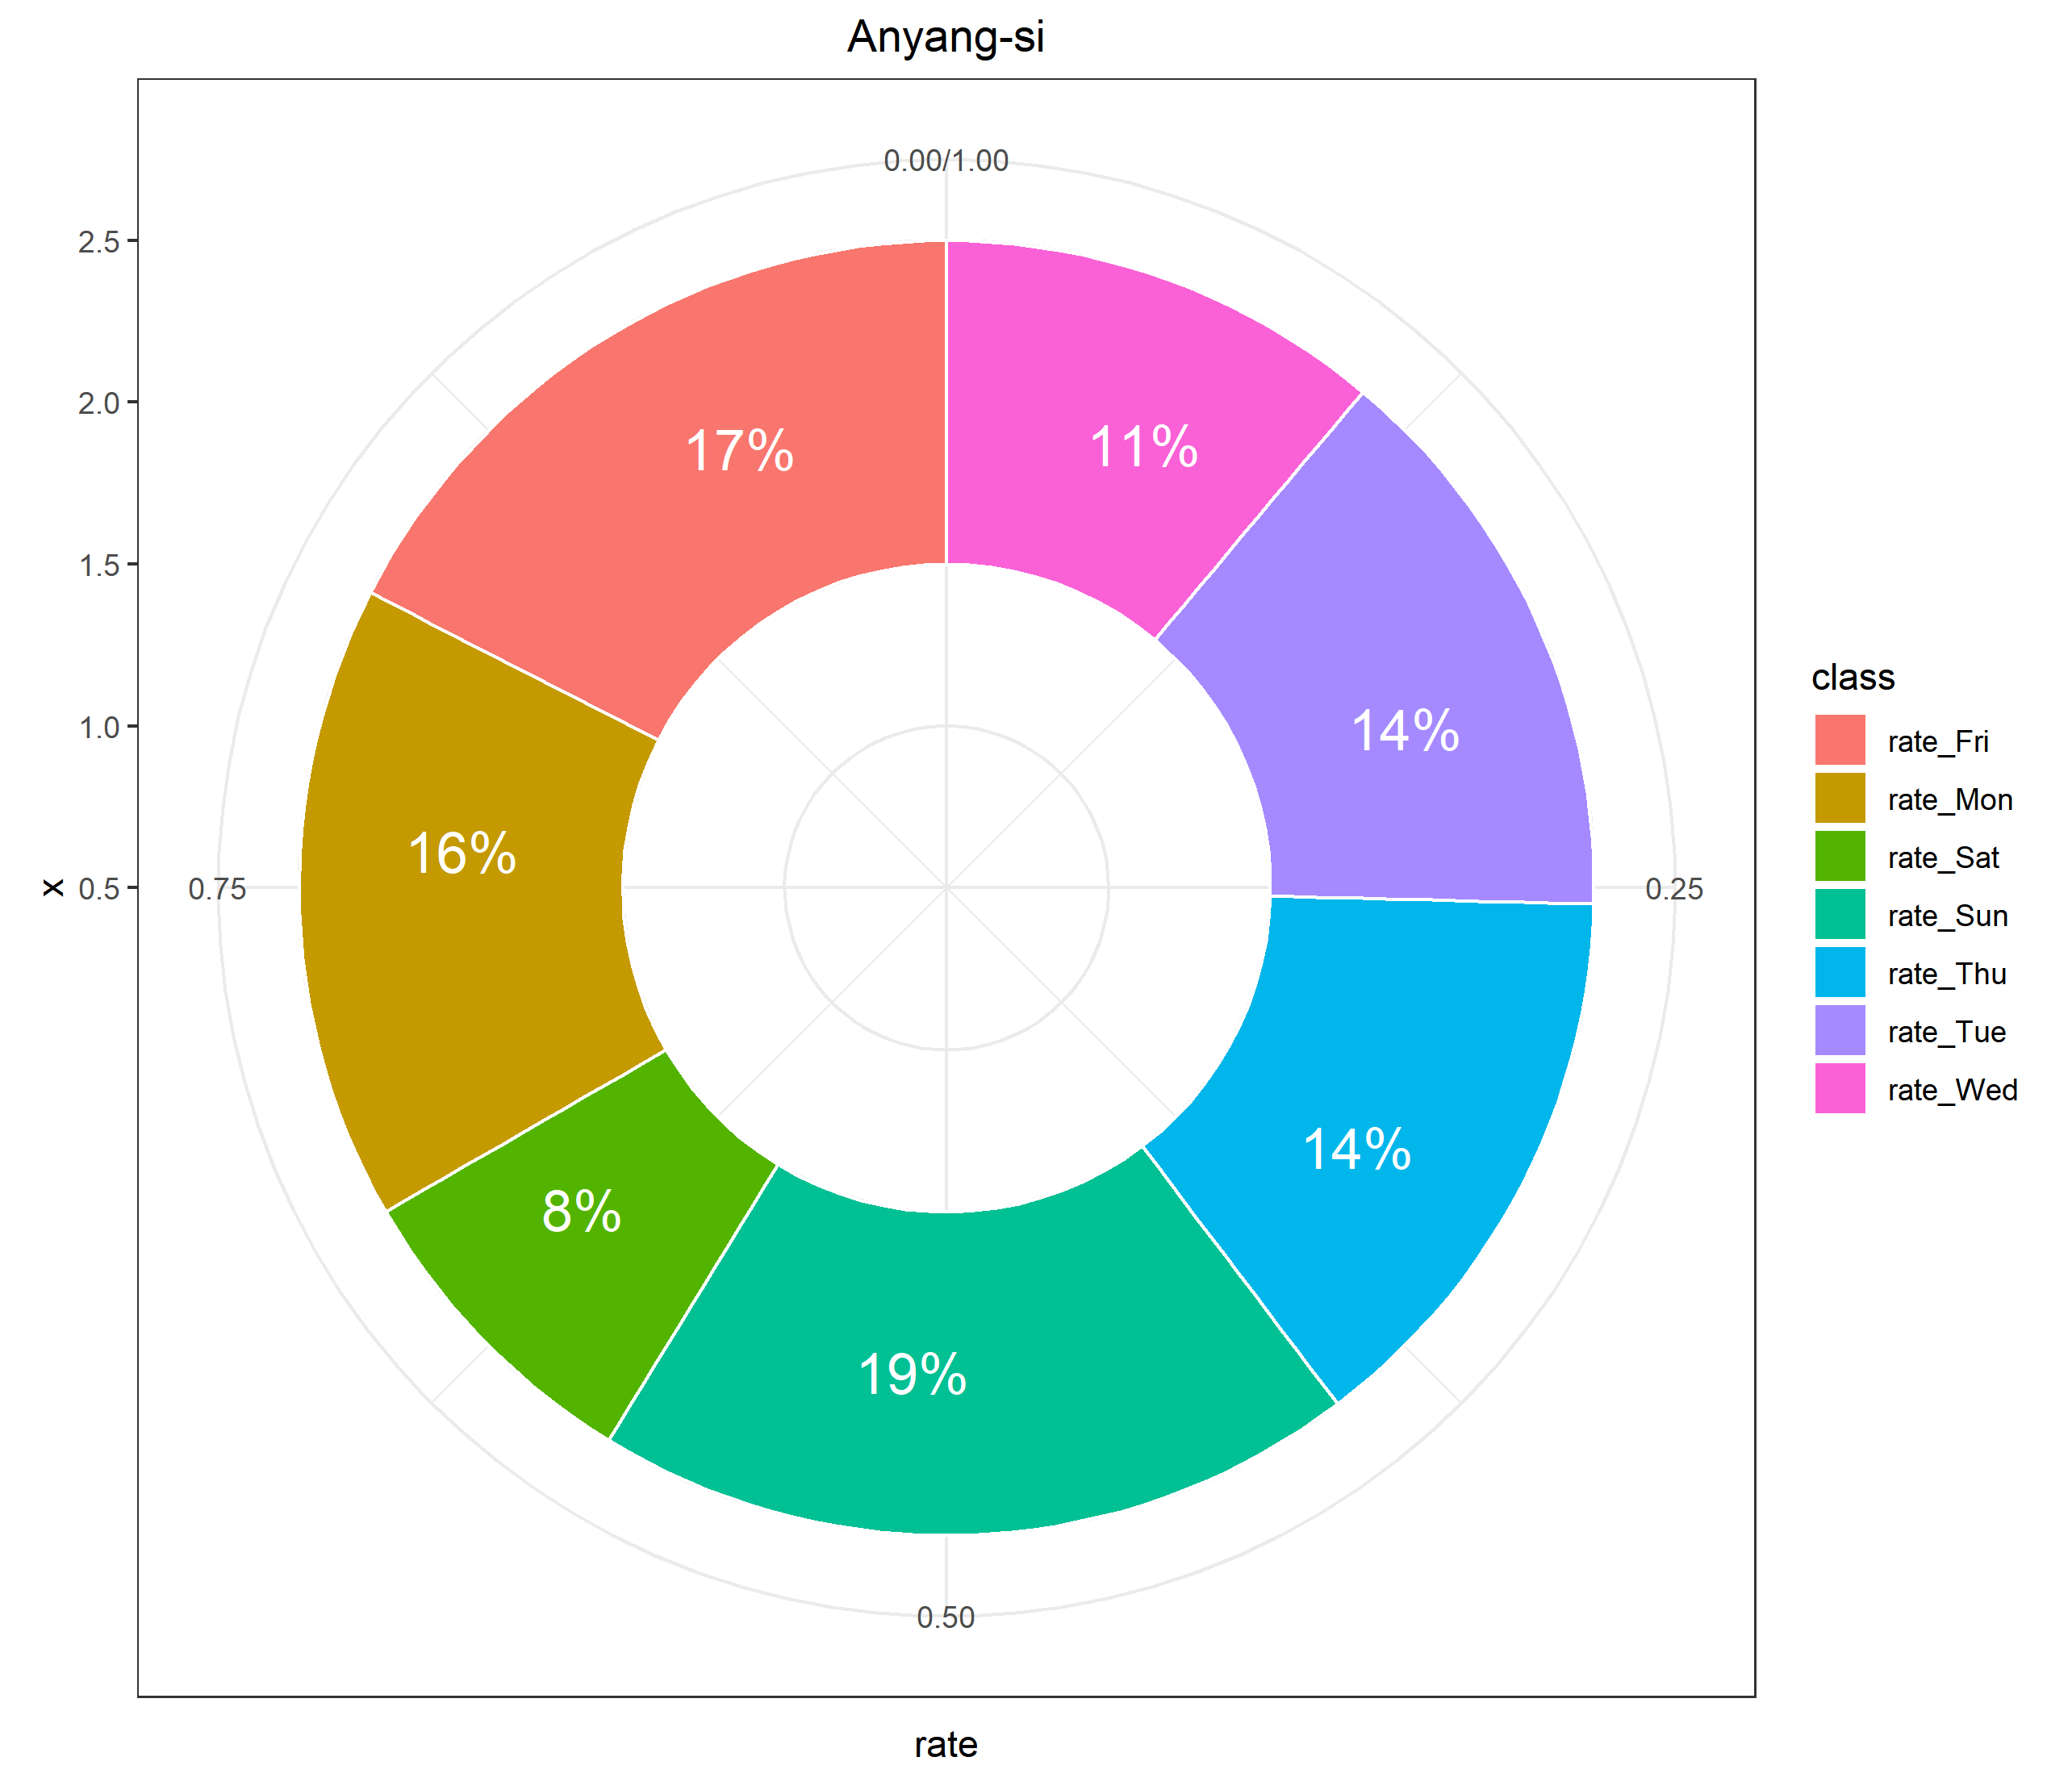 Anyang-si
0.00/1.00
2.5
2.0
1.5
1.0
x 0.5
0.75
0.25
0.50
17%
11%
14%
16%
14%
8%
19%
rate
class
rate_Fri
rate_Mon
rate_Sat
rate_Sun
rate_Thu
rate_Tue
rate_Wed